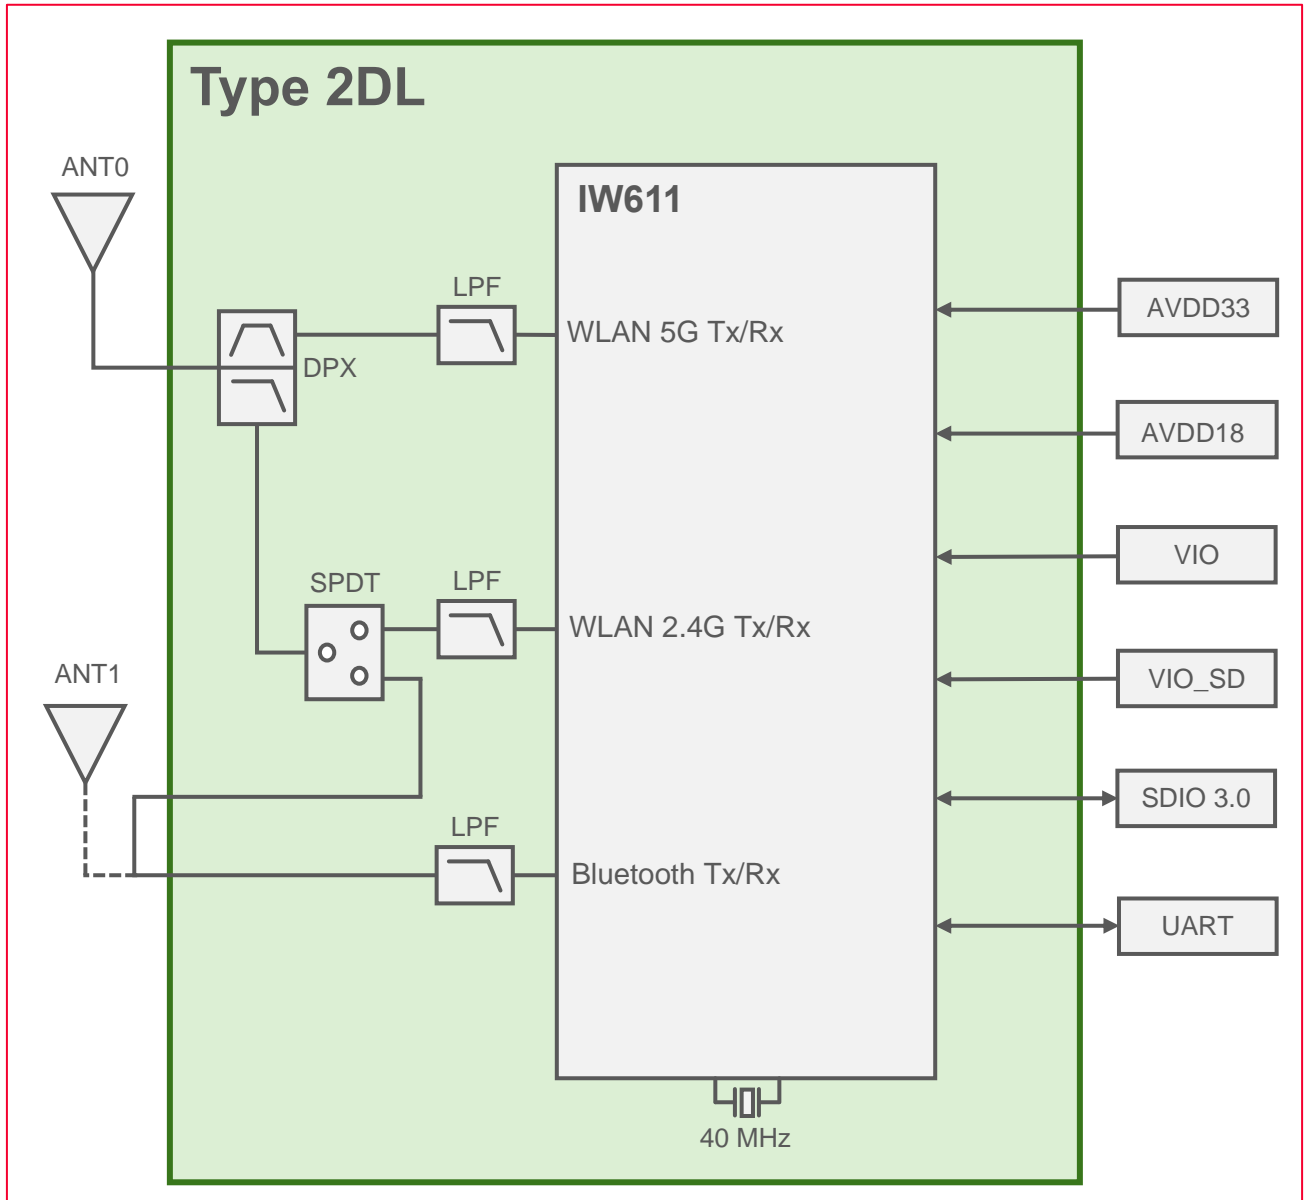 Type 2DL
ANT0
IW611
LPF
AVDD33
WLAN 5G Tx/Rx
DPX
AVDD18
VIO
SPDT
LPF
WLAN 2.4G Tx/Rx
ANT1
VIO_SD
SDIO 3.0
LPF
Bluetooth Tx/Rx
UART
40 MHz